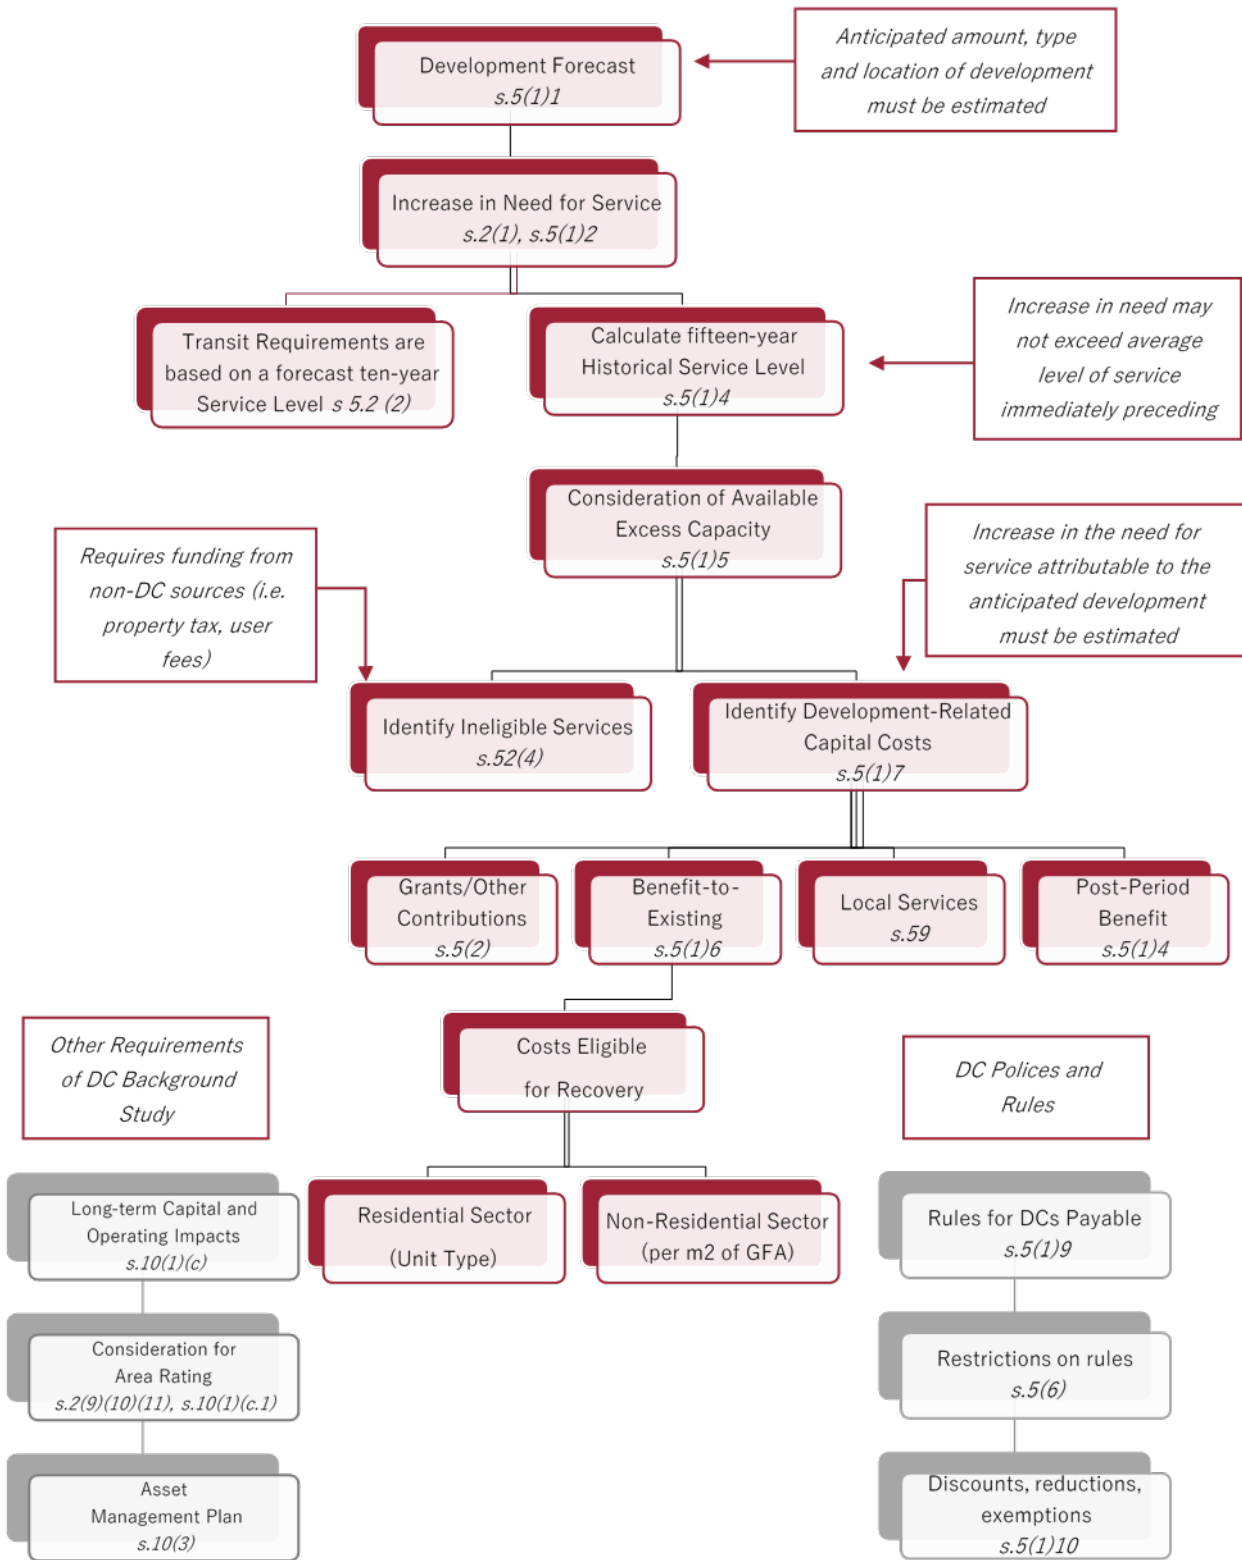 Development Forecast
s.5(1)1
Anticipated amount, type
and location of development
must be estimated
Increase in Need for Service
s.2(1), s.5(1)2
Transit Requirements are
based on a forecast ten-year
Service Level s 5.2 (2)
Calculate fifteen-year
Historical Service Level
s.5(1)4
Increase in need may
not exceed average
level of service
immediately preceding
Consideration of Available
Excess Capacity
s.5(1)5
Requires funding from
non-DC sources (i.e.
property tax, user
fees)
Increase in the need for
service attributable to the
anticipated development
must be estimated
Identify Ineligible Services
s.52(4)
Identify Development-Related
Capital Costs
s.5(1)7
Grants/Other
Contributions
s.5(2)
Benefit-to-
Existing
s.5(1)6
Local Services
s.59
Post-Period
Benefit
s.5(1)4
Costs Eligible
for Recovery
Residential Sector
(Unit Type)
Non-Residential Sector
(per m2 of GFA)
Other Requirements
of DC Background
Study
Long-term Capital and
Operating Impacts
s.10(1)(c)
Consideration for
Area Rating
s.2(9)(10)(11), s.10(1)(c.1)
Asset
Management Plan
s.10(3)
DC Polices and
Rules
Rules for DCs Payable
s.5(1)9
Restrictions on rules
s.5(6)
Discounts, reductions,
exemptions
s.5(1)10